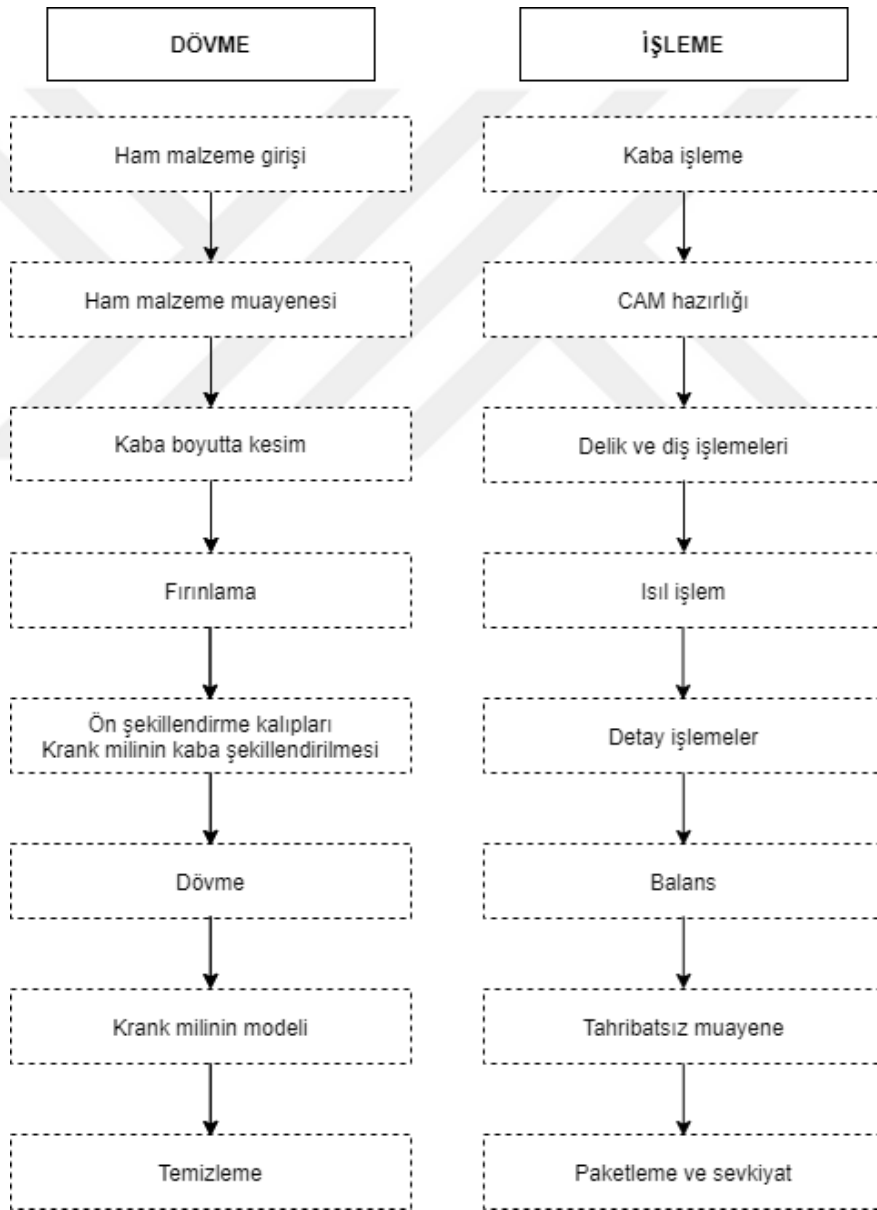 DÖVME
Ham malzeme girişi
Ham malzeme muayenesi
Kaba boyutta kesim
Fırınlama
Ön şekillendirme kalıpları
Krank milinin kaba şekillendirilmesi
Dövme
Krank milinin modeli
Temizleme
İŞLEME
Kaba işleme
CAM hazırlığı
Delik ve diş işlemeleri
Isıl işlem
Detay işlemeler
Balans
Tahribatsız muayene
Paketleme ve sevkiyat